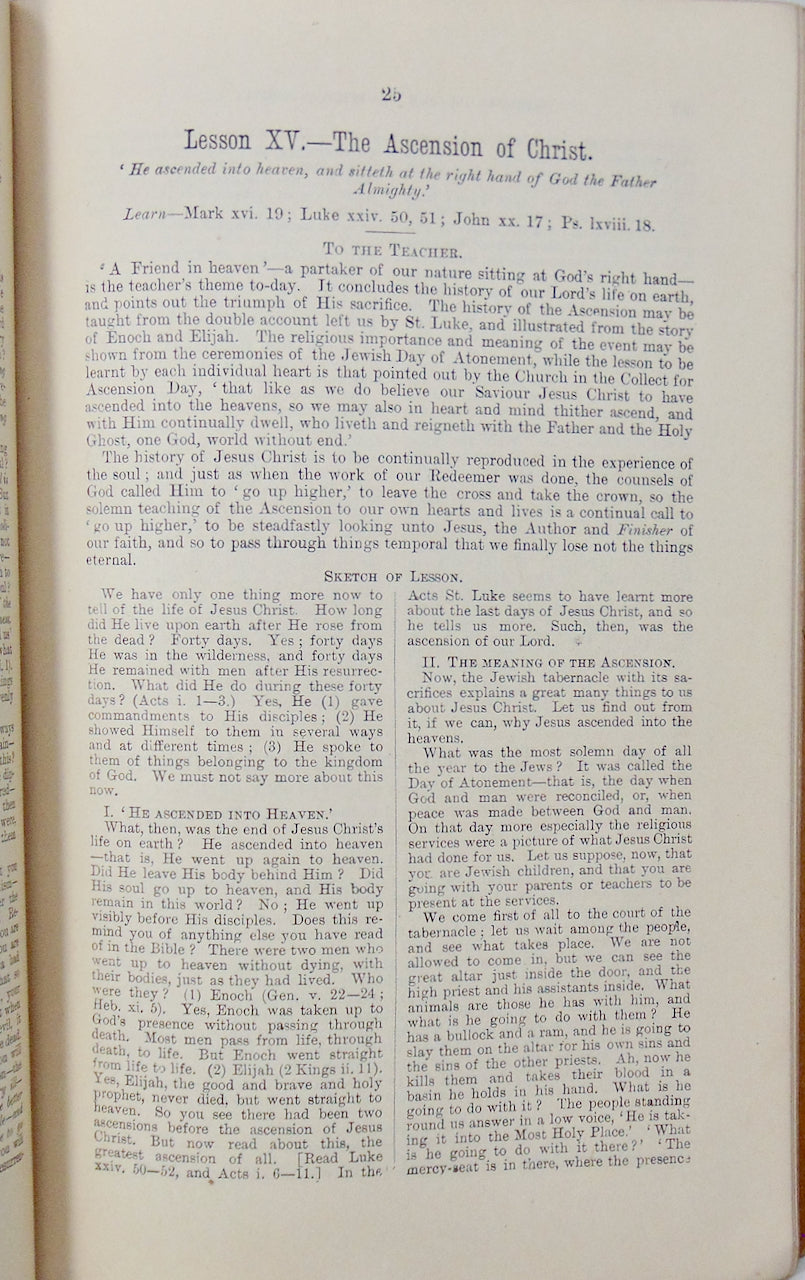 25
Lesson XV.—The Ascension of Christ.
‘ He ascended into heaven, and sitteth at the right hand of God the Father
Almighty.’
Learn—Mark xvi. 19; Luke xxiv. 50, 51; John xx. 17; Ps. lxviii. 18.
TO THE TEACHER.
‘ A Friend in heaven ’—a partaker of our nature sitting at God’s right hand—
is the teacher’s theme to-day. It concludes the history of our Lord’s life on earth,
and points out the triumph of His sacrifice. The history of the Ascension may be
taught from the double account left us by St. Luke, and illustrated from the story
of Enoch and Elijah. The religious importance and meaning of the event may be
shown from the ceremonies of the Jewish Day of Atonement, while the lesson to be
learnt by each individual heart is that pointed out by the Church in the Collect for
Ascension Day, ‘ that like as we do believe our Saviour Jesus Christ to have
ascended into the heavens, so we may also in heart and mind thither ascend, and
with Him continually dwell, who liveth and reigneth with the Father and the Holy
Ghost, one God, world without end.’
The history of Jesus Christ is to be continually reproduced in the experience of
the soul; and just as when the work of our Redeemer was done, the counsels of
God called Him to ‘ go up higher,’ to leave the cross and take the crown, so the
solemn teaching of the Ascension to our own hearts and lives is a continual call to
‘ go up higher,’ to be steadfastly looking unto Jesus, the Author and Finisher of
our faith, and so to pass through things temporal that we finally lose not the things
eternal.
SKETCH OF LESSON.
We have only one thing more now to
tell of the life of Jesus Christ. How long
did He live upon earth after He rose from
the dead? Forty days. Yes; forty days
He was in the wilderness, and forty days
He remained with men after His resurrec-
tion. What did He do during these forty
days? (Acts i. 1—3.) Yes, He (1) gave
commandments to His disciples; (2) He
showed Himself to them in several ways
and at different times; (3) He spoke to
them of things belonging to the kingdom
of God. We must not say more about this
now.
I. ‘ HE ASCENDED INTO HEAVEN.’
What, then, was the end of Jesus Christ’s
life on earth? He ascended into heaven
—that is, He went up again to heaven.
Did He leave His body behind Him? Did
His soul go up to heaven, and His body
remain in this world? No; He went up
visibly before His disciples. Does this re-
mind you of anything else you have read
of in the Bible? There were two men who
went up to heaven without dying, with
their bodies, just as they had lived. Who
were they? (1) Enoch (Gen. v. 22—24;
Heb. xi. 5). Yes, Enoch was taken up to
God’s presence without passing through
death. Most men pass from life, through
death, to life. But Enoch went straight
from life to life. (2) Elijah (2 Kings ii. 11).
Yes, Elijah, the good and brave and holy
prophet, never died, but went straight to
heaven. So you see there had been two
ascensions before the ascension of Jesus
Christ. But now read about this, the
greatest ascension of all. [Read Luke
xxiv. 50—52, and Acts i. 6—11.] In the
Acts St. Luke seems to have learnt more
about the last days of Jesus Christ, and so
he tells us more. Such, then, was the
ascension of our Lord.
II. THE MEANING OF THE ASCENSION.
Now, the Jewish tabernacle with its sa-
crifices explains a great many things to us
about Jesus Christ. Let us find out from
it, if we can, why Jesus ascended into the
heavens.
What was the most solemn day of all
the year to the Jews? It was called the
Day of Atonement—that is, the day when
God and man were reconciled, or, when
peace was made between God and man.
On that day more especially the religious
services were a picture of what Jesus Christ
had done for us. Let us suppose, now, that
you are Jewish children, and that you are
going with your parents or teachers to be
present at the services.
We come first of all to the court of the
tabernacle; let us wait among the people,
and see what takes place. We are not
allowed to come in, but we can see the
great altar just inside the door, and the
high priest and his assistants inside. What
animals are those he has with him, and
what is he going to do with them? He
has a bullock and a ram, and he is going to
slay them on the altar for his own sins and
the sins of the other priests. Ah, now he
kills them and takes their blood in a
basin he holds in his hand. What is he
going to do with it? The people standing
round us answer in a low voice, ‘ He is tak-
ing it into the Most Holy Place.’ ‘ What
is he going to do with it there?’ ‘ The
mercy-seat is in there, where the presence